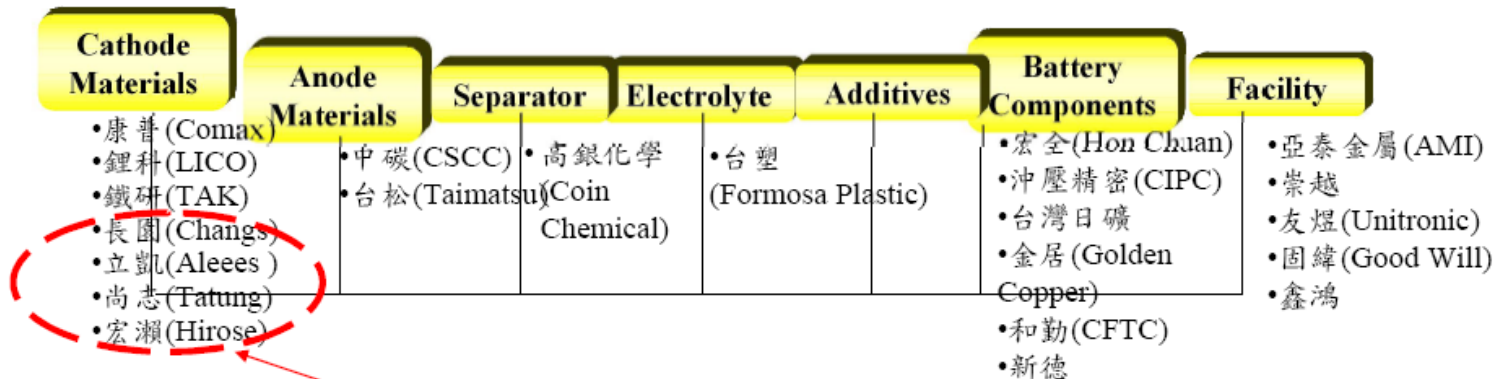 Cathode
Materials
•康普(Comax)
•鋰科(LICO)
•鐵研(TAK)
•長園(Changs)
•立凱(Aleees )
•尚志(Tatung)
•宏瀨(Hirose)
Anode
Materials
•中碳(CSCC)
•台松(Taimatsu)
Separator
•高銀化學
(Coin
Chemical)
Electrolyte
•台塑
(Formosa Plastic)
Additives
Battery
Components
•宏全(Hon Chuan)
•沖壓精密(CIPC)
•台灣日礦
•金居(Golden
Copper)
•和勤(CFTC)
•新德
Facility
•亞泰金屬(AMI)
•崇越
•友煜(Unitronic)
•固緯(Good Will)
•鑫鴻